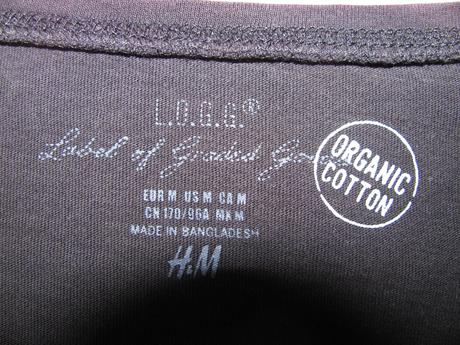 L.O.G.G.®
Label of Graded Goods
EUR M US M CA M
CN 170/96A MX M
MADE IN BANGLADESH
H&M
ORGANIC
COTTON